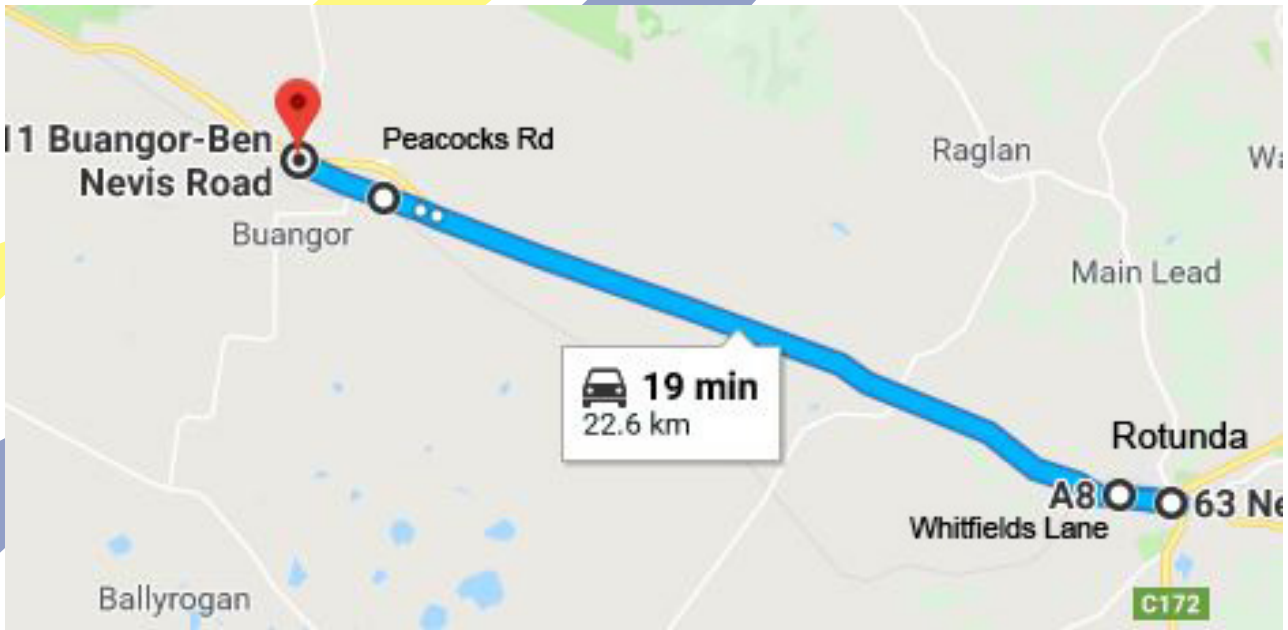 11 Buangor-Ben
Nevis Road
Peacocks Rd
Buangor
Raglan
Main Lead
19 min
22.6 km
Rotunda
A8
63 Ne
Whitfields Lane
Ballyrogan
C172